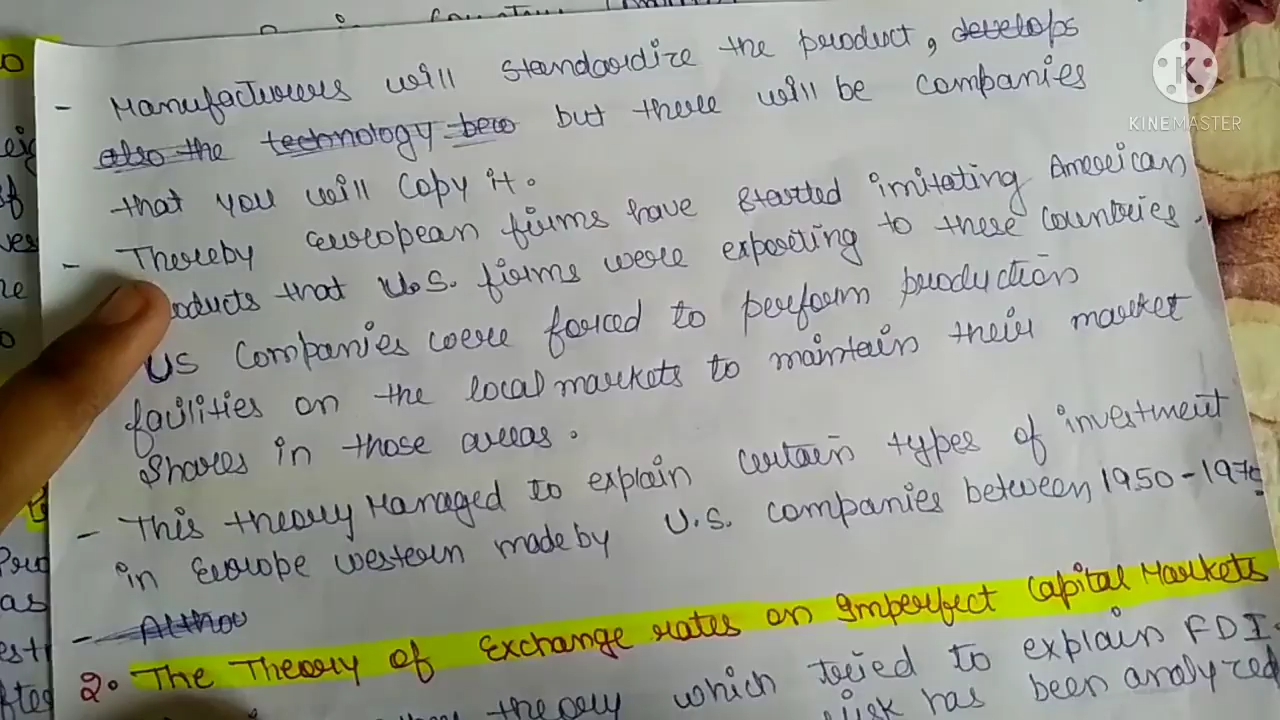 - Manufacturers will standardize the product, develops
also the technology bew but there will be companies
that you will copy it.
- Thereby european firms have started imitating American
oducts that U.S. firms were exporting to these countries.
US Companies were forced to perform production
facilities on the local markets to maintain their market
shares in those areas.
- This theory managed to explain certain types of investment
in Europe western made by U.S. companies between 1950-1970
- Althou
2. The Theory of Exchange rates on Imperfect Capital Markets
theory which tried to explain FDI.
risk has been analyzed
KINEMASTER